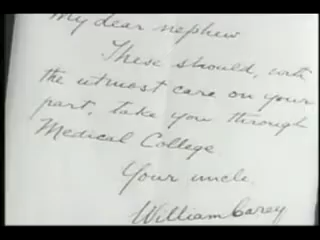 My dear nephew
These should, with
the utmost care on your
part, take you through
Medical College.
Your uncle.
William Carey